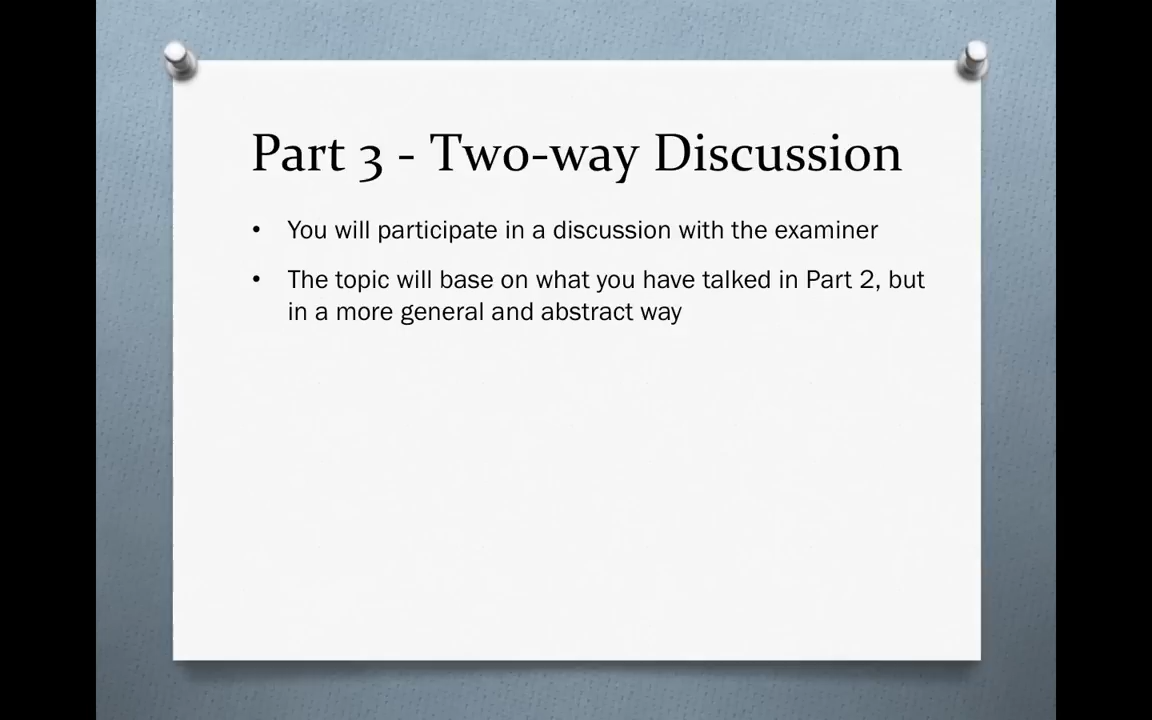 Part 3 - Two-way Discussion
• You will participate in a discussion with the examiner
• The topic will base on what you have talked in Part 2, but
in a more general and abstract way